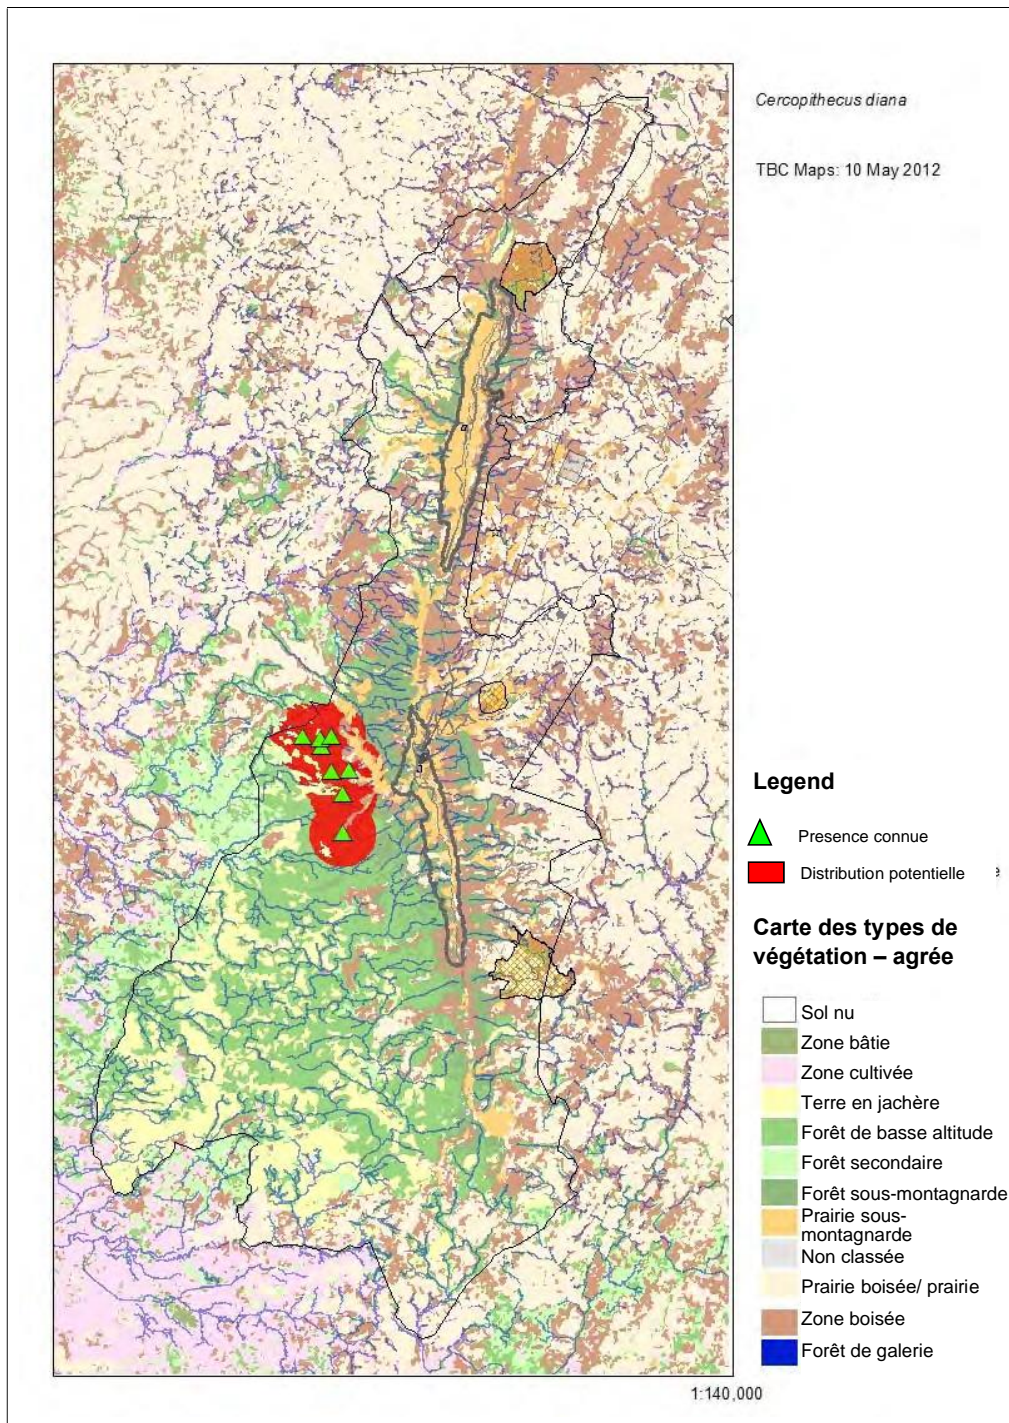 Cercopithecus diana
TBC Maps: 10 May 2012
Legend
Presence connue
Distribution potentielle
Carte des types de
végétation – agrée
Sol nu
Zone bâtie
Zone cultivée
Terre en jachère
Forêt de basse altitude
Forêt secondaire
Forêt sous-montagnarde
Prairie sous-
montagnarde
Non classée
Prairie boisée/ prairie
Zone boisée
Forêt de galerie
1:140,000